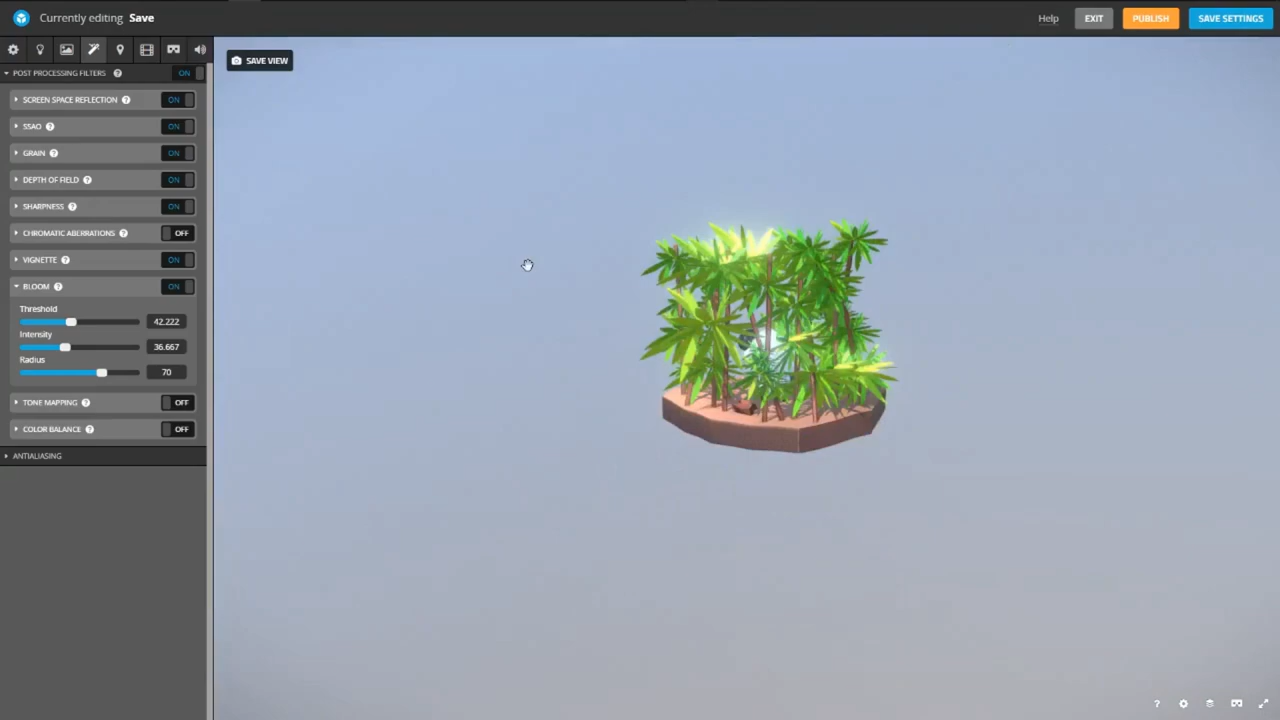 Currently editing Save
Help
EXIT
PUBLISH
SAVE SETTINGS
SAVE VIEW
POST PROCESSING FILTERS ? ON
SCREEN SPACE REFLECTION ? ON
SSAO ? ON
GRAIN ? ON
DEPTH OF FIELD ? ON
SHARPNESS ? ON
CHROMATIC ABERRATIONS ? OFF
VIGNETTE ? ON
BLOOM ? ON
Threshold
42.222
Intensity
36.667
Radius
70
TONE MAPPING ? OFF
COLOR BALANCE ? OFF
ANTIALIASING
?